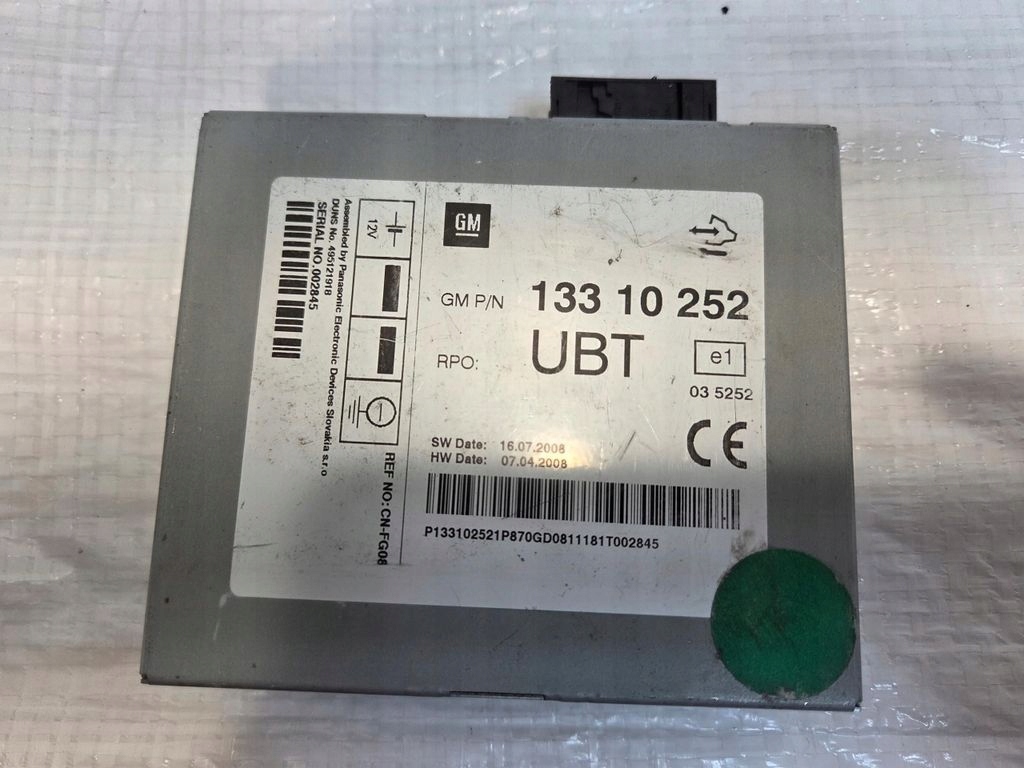 GM
GM P/N 133 10 252
RPO: UBT
e1
03 5252
CE
SW Date: 16.07.2008
HW Date: 07.04.2008
P133102521P870GD0811181T002845
12V
REF NO: CN-FG08
Assembled by Panasonic Electronic Devices Slovakia s.r.o
DUNS No. 495121918
SERIAL NO.002845